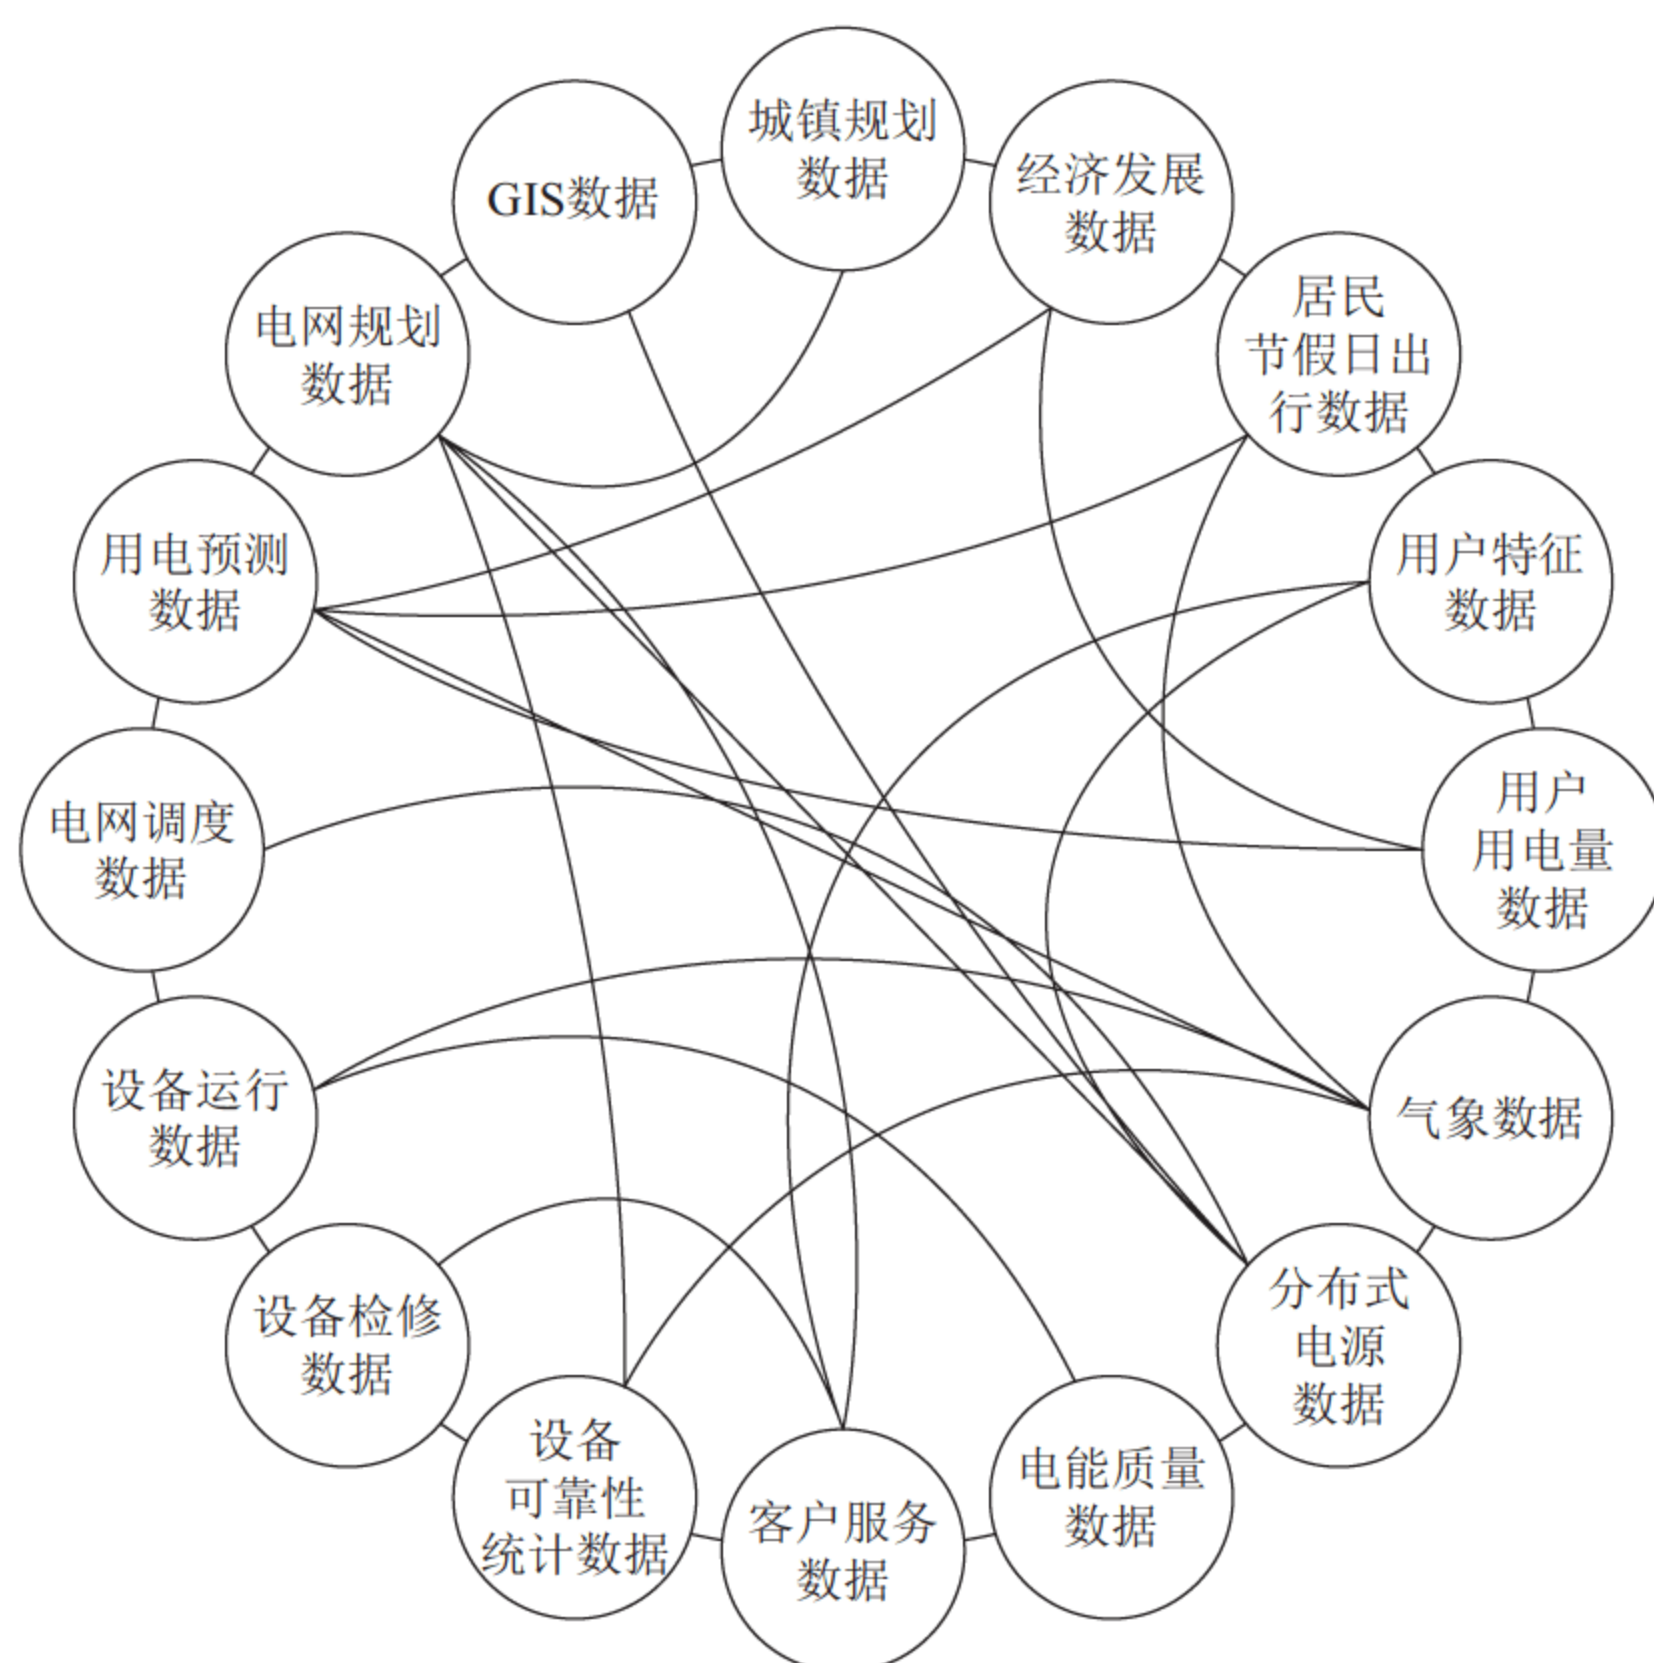 城镇规划
数据
经济发展
数据
居民
节假日出
行数据
用户特征
数据
用户
用电量
数据
气象数据
分布式
电源
数据
电能质量
数据
客户服务
数据
设备
可靠性
统计数据
设备检修
数据
设备运行
数据
电网调度
数据
用电预测
数据
电网规划
数据
GIS数据